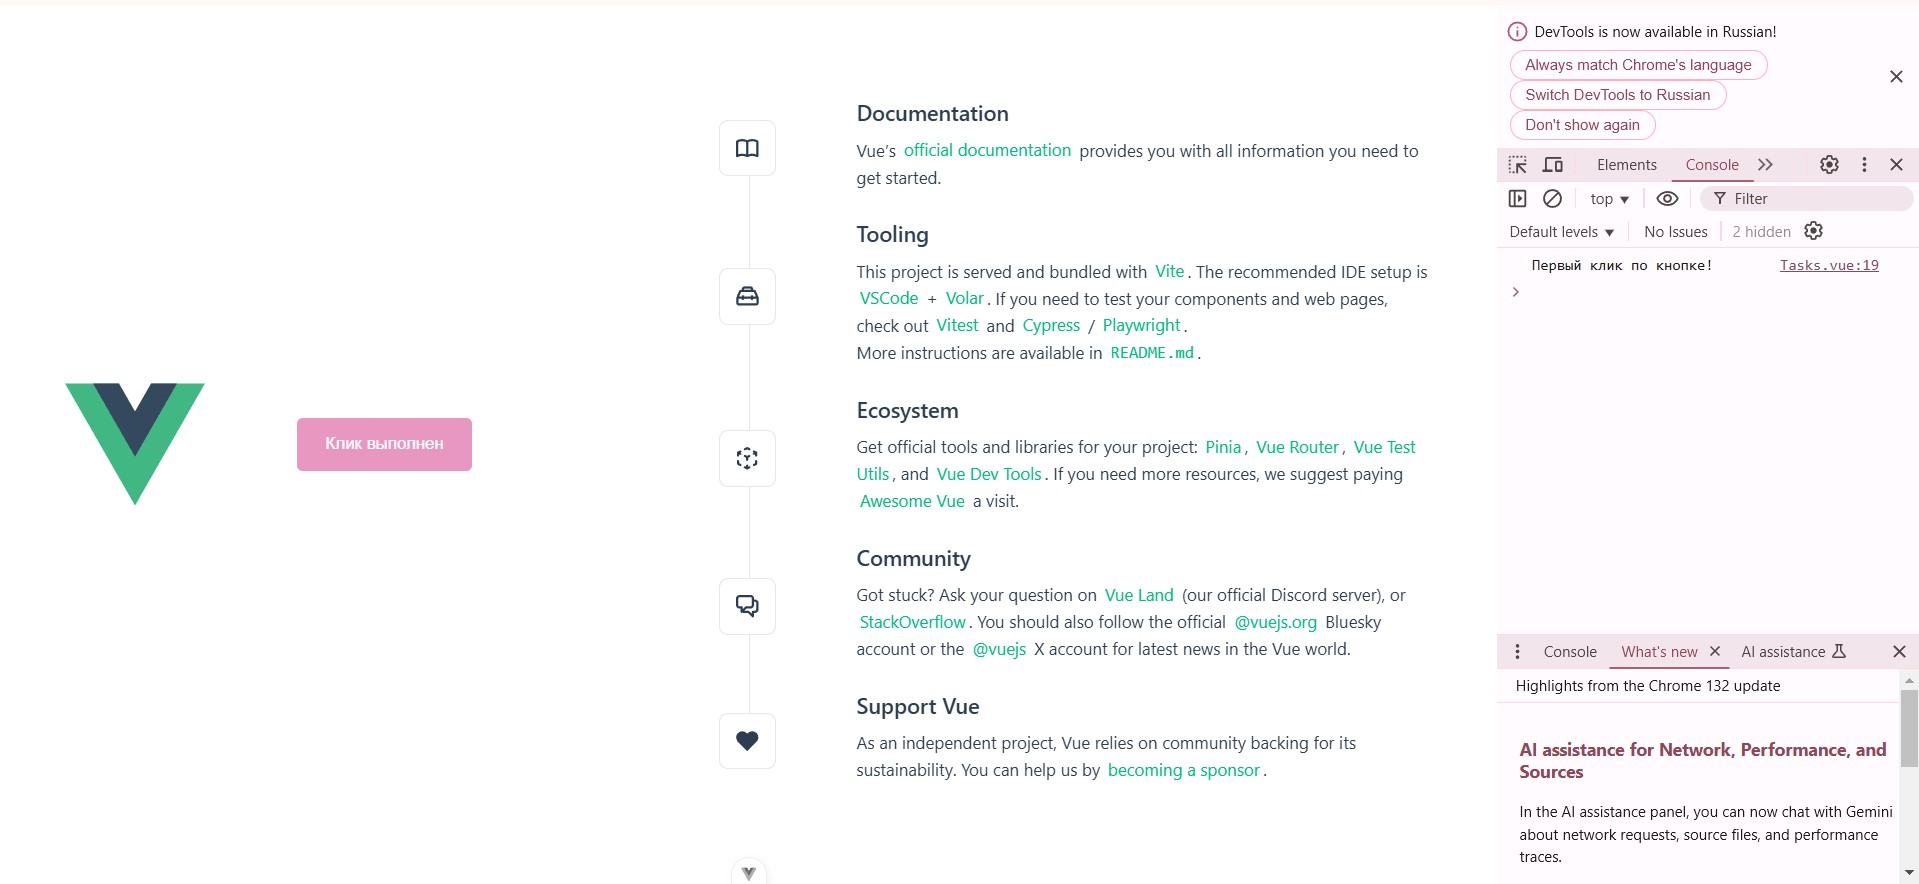 Клик выполнен
Documentation
Vue’s official documentation provides you with all information you need to
get started.
Tooling
This project is served and bundled with Vite. The recommended IDE setup is
VSCode + Volar. If you need to test your components and web pages,
check out Vitest and Cypress / Playwright.
More instructions are available in README.md.
Ecosystem
Get official tools and libraries for your project: Pinia, Vue Router, Vue Test
Utils, and Vue Dev Tools. If you need more resources, we suggest paying
Awesome Vue a visit.
Community
Got stuck? Ask your question on Vue Land (our official Discord server), or
StackOverflow. You should also follow the official @vuejs.org Bluesky
account or the @vuejs X account for latest news in the Vue world.
Support Vue
As an independent project, Vue relies on community backing for its
sustainability. You can help us by becoming a sponsor.
DevTools is now available in Russian!
Always match Chrome's language
Switch DevTools to Russian
Don't show again
Elements Console
top Filter
Default levels No Issues 2 hidden
Первый клик по кнопке! Tasks.vue:19
Console What's new AI assistance
Highlights from the Chrome 132 update
AI assistance for Network, Performance, and
Sources
In the AI assistance panel, you can now chat with Gemini
about network requests, source files, and performance
traces.